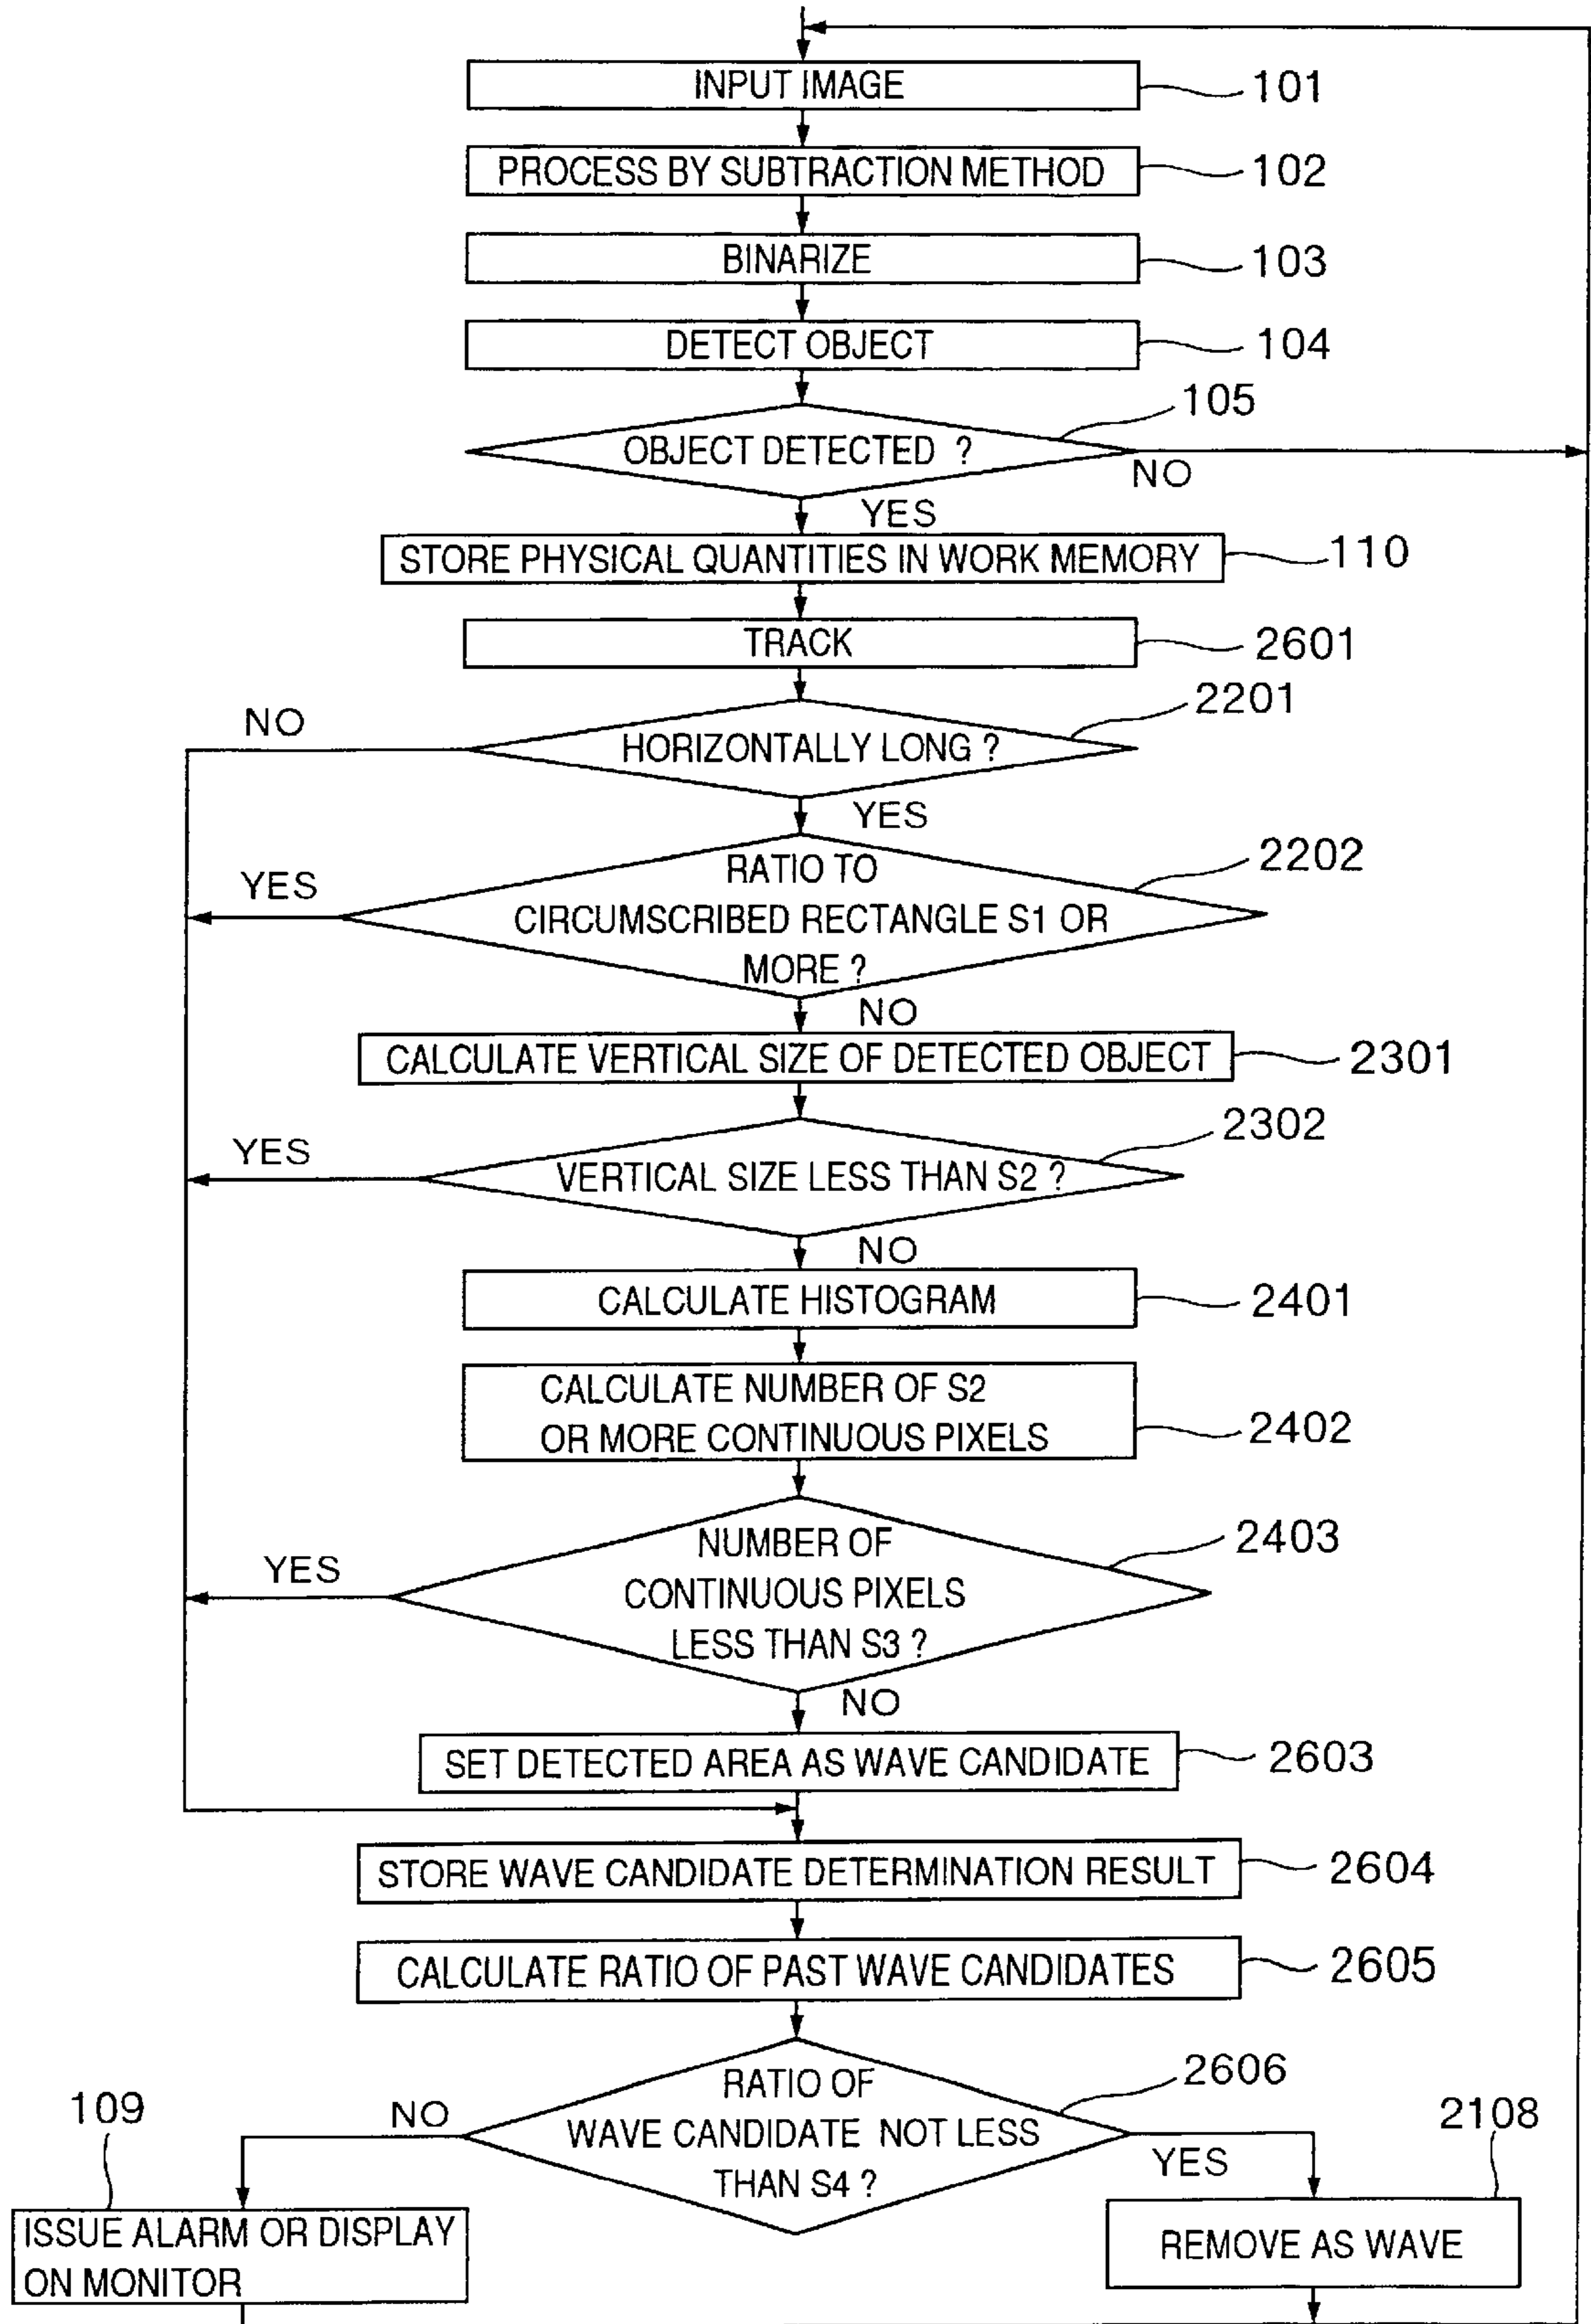 INPUT IMAGE
101
PROCESS BY SUBTRACTION METHOD
102
BINARIZE
103
DETECT OBJECT
104
105
OBJECT DETECTED ?
NO
YES
STORE PHYSICAL QUANTITIES IN WORK MEMORY
110
TRACK
2601
2201
NO
HORIZONTALLY LONG ?
YES
2202
RATIO TO
YES
CIRCUMSCRIBED RECTANGLE S1 OR
MORE ?
NO
CALCULATE VERTICAL SIZE OF DETECTED OBJECT
2301
2302
YES
VERTICAL SIZE LESS THAN S2 ?
NO
CALCULATE HISTOGRAM
2401
CALCULATE NUMBER OF S2
OR MORE CONTINUOUS PIXELS
2402
2403
NUMBER OF
YES
CONTINUOUS PIXELS
LESS THAN S3 ?
NO
SET DETECTED AREA AS WAVE CANDIDATE
2603
STORE WAVE CANDIDATE DETERMINATION RESULT
2604
CALCULATE RATIO OF PAST WAVE CANDIDATES
2605
2606
RATIO OF
WAVE CANDIDATE NOT LESS
THAN S4 ?
NO
YES
109
2108
ISSUE ALARM OR DISPLAY
ON MONITOR
REMOVE AS WAVE